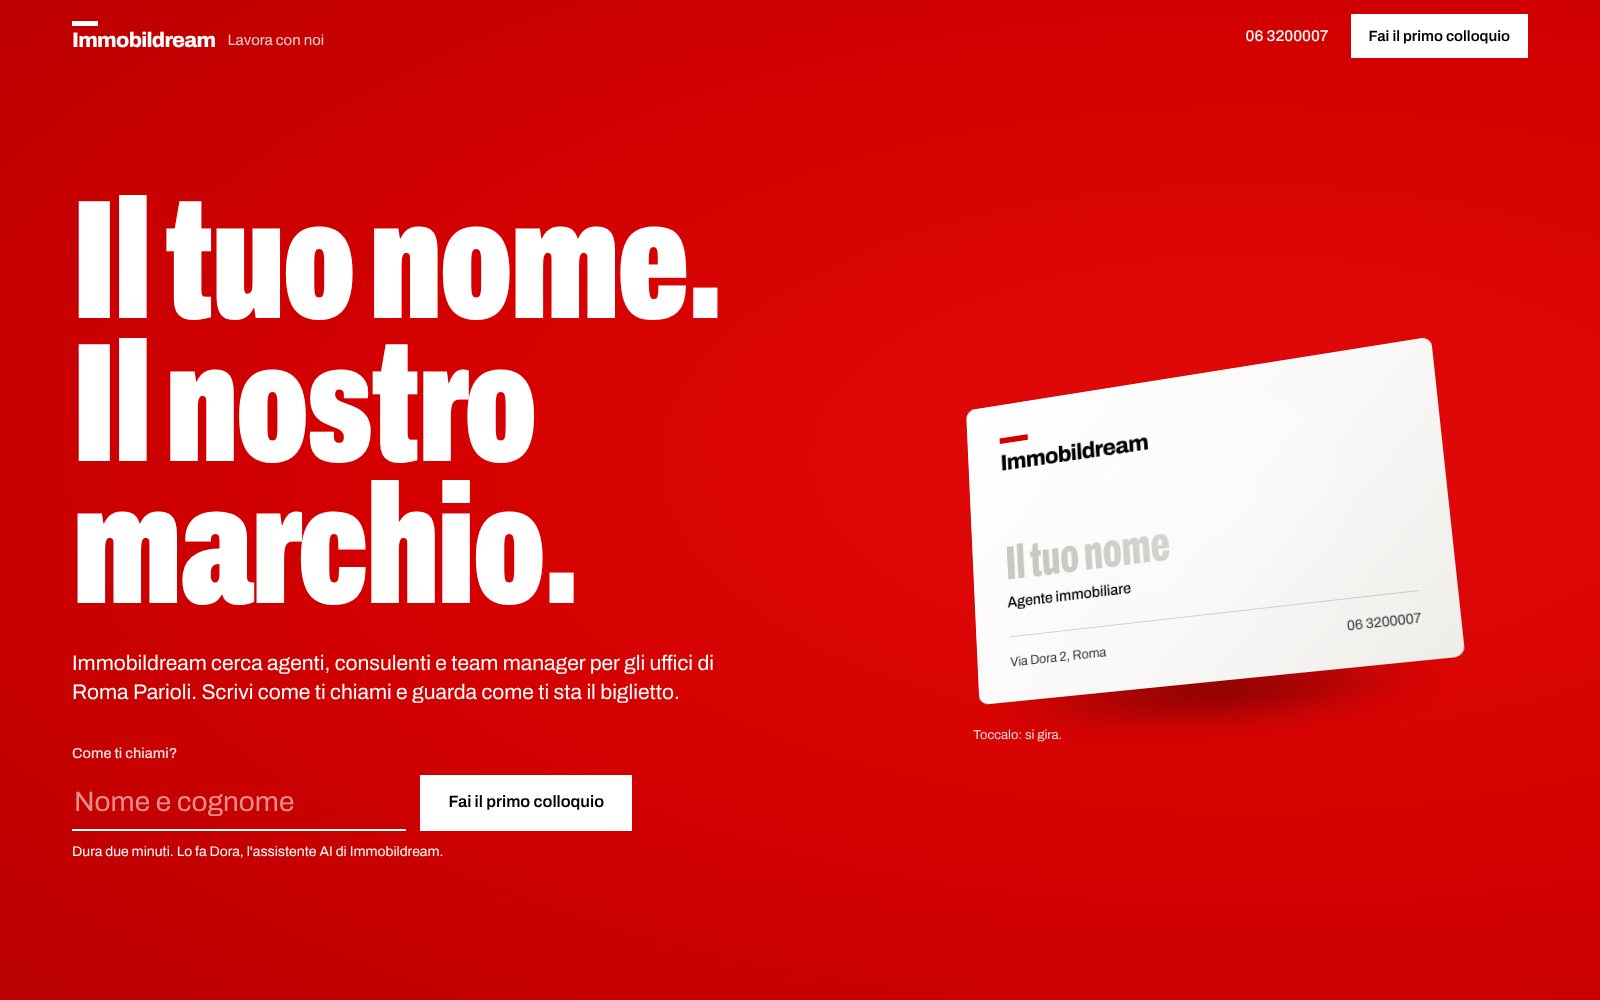 Immobildream Lavora con noi
06 3200007
Fai il primo colloquio
Il tuo nome.
Il nostro
marchio.
Immobildream cerca agenti, consulenti e team manager per gli uffici di
Roma Parioli. Scrivi come ti chiami e guarda come ti sta il biglietto.
Come ti chiami?
Nome e cognome
Fai il primo colloquio
Dura due minuti. Lo fa Dora, l'assistente AI di Immobildream.
Immobildream
Il tuo nome
Agente immobiliare
Via Dora 2, Roma
06 3200007
Toccalo: si gira.